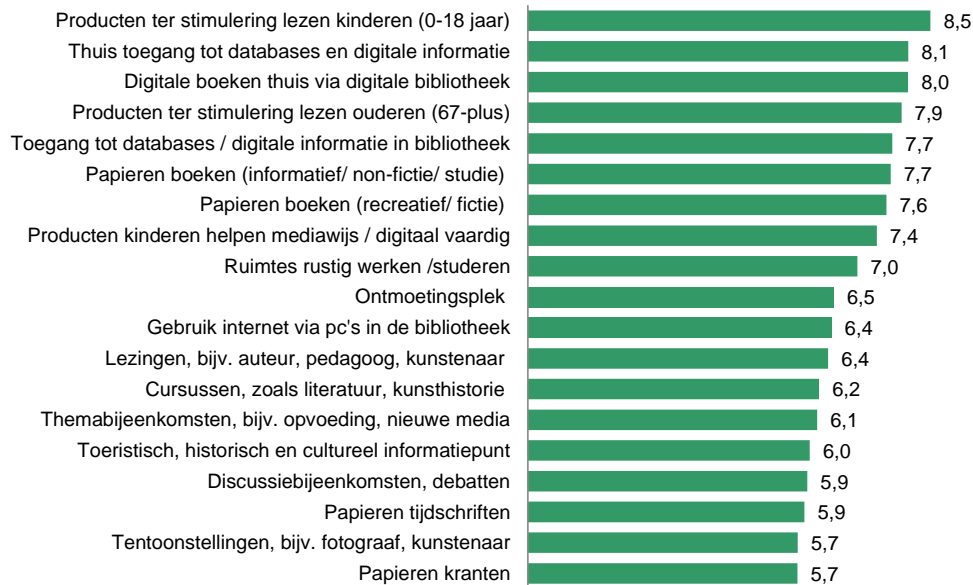 Producten ter stimulering lezen kinderen (0-18 jaar) 8,5
Thuis toegang tot databases en digitale informatie 8,1
Digitale boeken thuis via digitale bibliotheek 8,0
Producten ter stimulering lezen ouderen (67-plus) 7,9
Toegang tot databases / digitale informatie in bibliotheek 7,7
Papieren boeken (informatief/ non-fictie/ studie) 7,7
Papieren boeken (recreatief/ fictie) 7,6
Producten kinderen helpen mediawijs / digitaal vaardig 7,4
Ruimtes rustig werken /studeren 7,0
Ontmoetingsplek 6,5
Gebruik internet via pc's in de bibliotheek 6,4
Lezingen, bijv. auteur, pedagoog, kunstenaar 6,4
Cursussen, zoals literatuur, kunsthistorie 6,2
Themabijeenkomsten, bijv. opvoeding, nieuwe media 6,1
Toeristisch, historisch en cultureel informatiepunt 6,0
Discussiebijeenkomsten, debatten 5,9
Papieren tijdschriften 5,9
Tentoonstellingen, bijv. fotograaf, kunstenaar 5,7
Papieren kranten 5,7